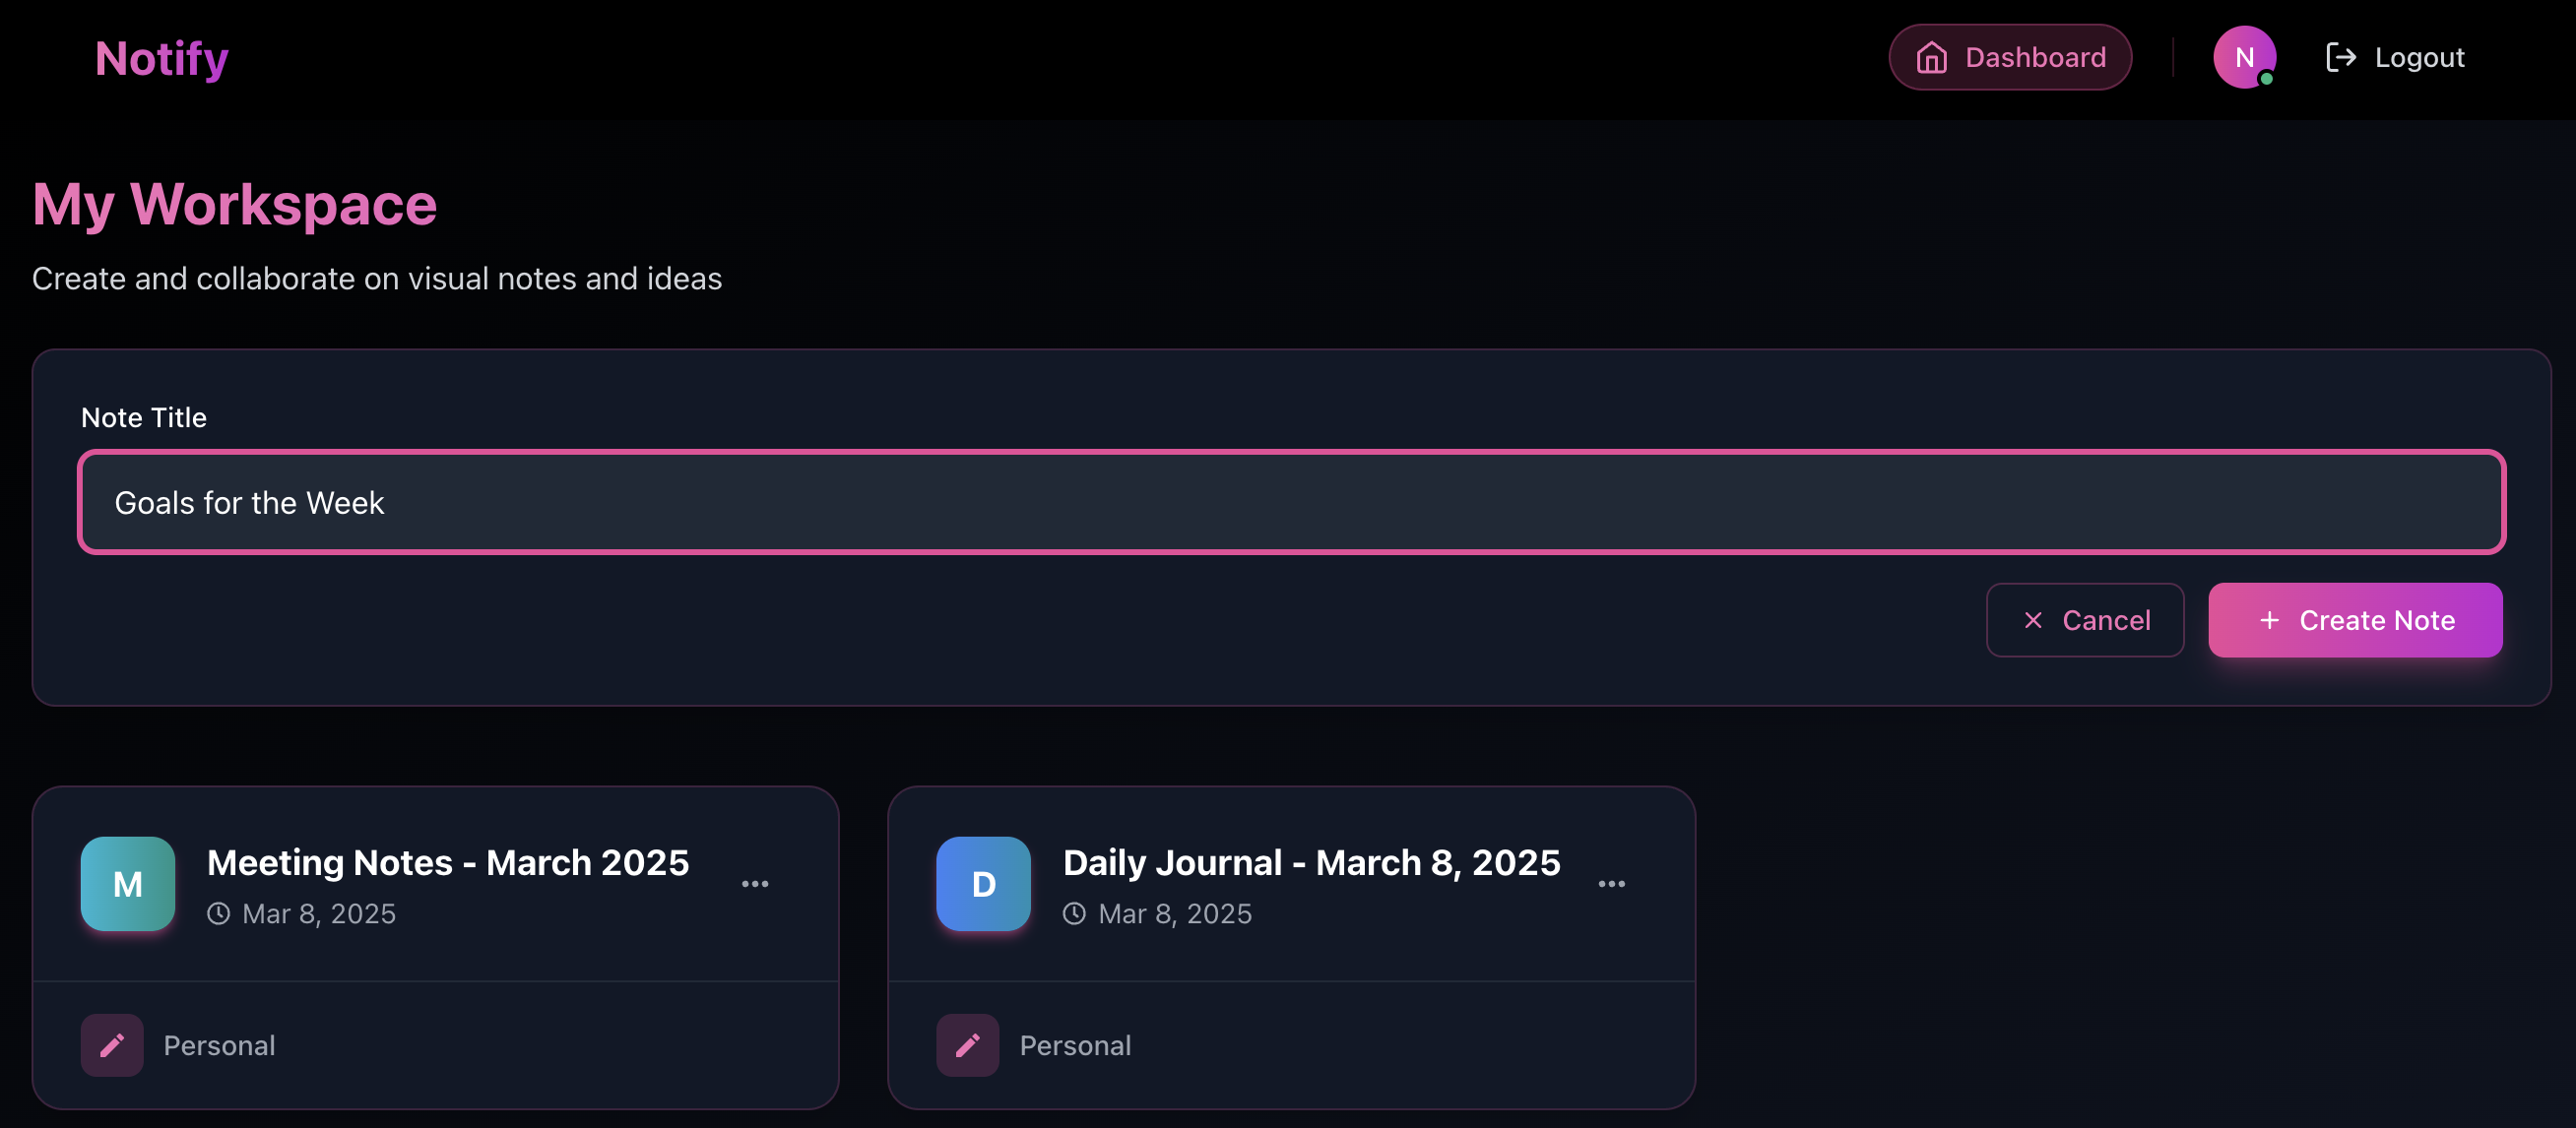 Notify
Dashboard
N
Logout
My Workspace
Create and collaborate on visual notes and ideas
Note Title
Goals for the Week
Cancel
Create Note
M
Meeting Notes - March 2025
Mar 8, 2025
Personal
D
Daily Journal - March 8, 2025
Mar 8, 2025
Personal